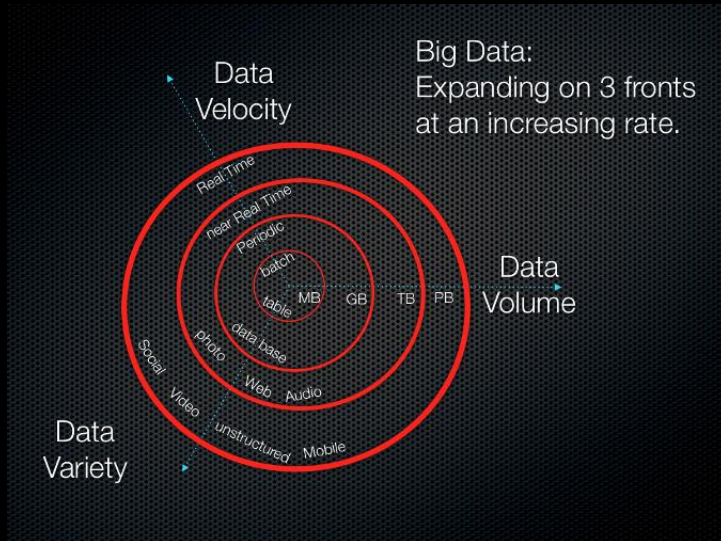 Big Data:
Expanding on 3 fronts
at an increasing rate.
Data
Velocity
Real Time
near Real Time
Periodic
batch
table
MB
GB
TB
PB
Data
Volume
data base
photo
Web
Audio
Social
Video
unstructured
Mobile
Data
Variety